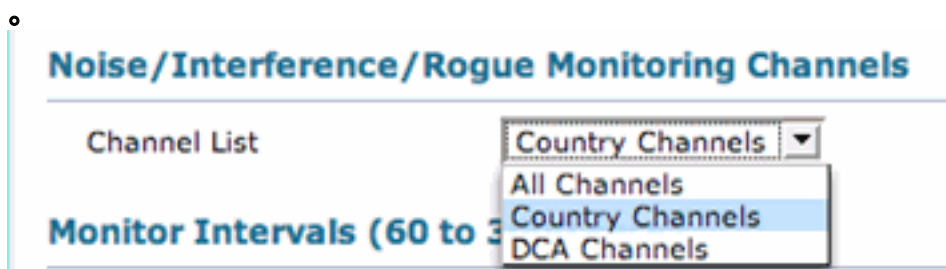 Noise/Interference/Rogue Monitoring Channels
Channel List Country Channels
All Channels
Country Channels
DCA Channels
Monitor Intervals (60 to